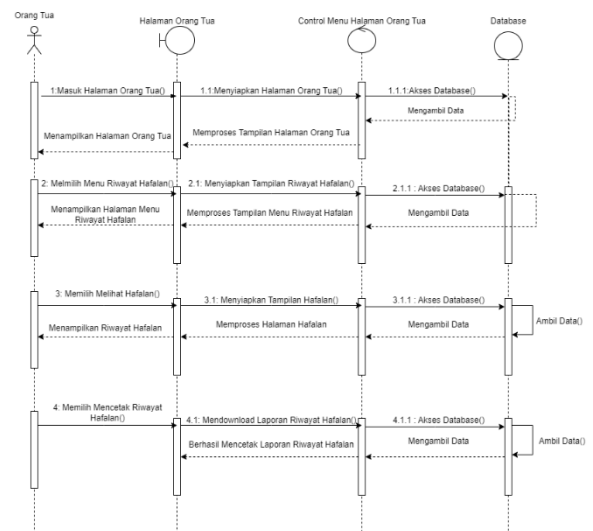 Orang Tua
Halaman Orang Tua
Control Menu Halaman Orang Tua
Database
1:Masuk Halaman Orang Tua()
1.1:Menyiapkan Halaman Orang Tua()
1.1.1:Akses Database()
Mengambil Data
Memproses Tampilan Halaman Orang Tua
Menampilkan Halaman Orang Tua
2: Melmilih Menu Riwayat Hafalan()
2.1: Menyiapkan Tampilan Riwayat Hafalan()
2.1.1 : Akses Database()
Menampilkan Halaman Menu
Riwayat Hafalan
Memproses Tampilan Menu Riwayat Hafalan
Mengambil Data
3: Memilih Melihat Hafalan()
3.1: Menyiapkan Tampilan Hafalan()
3.1.1 : Akses Database()
Menampilkan Riwayat Hafalan
Memproses Halaman Hafalan
Mengambil Data
Ambil Data()
4: Memilih Mencetak Riwayat
Hafalan()
4.1: Mendownload Laporan Riwayat Hafalan()
4.1.1 : Akses Database()
Berhasil Mencetak Laporan Riwayat Hafalan
Mengambil Data
Ambil Data()